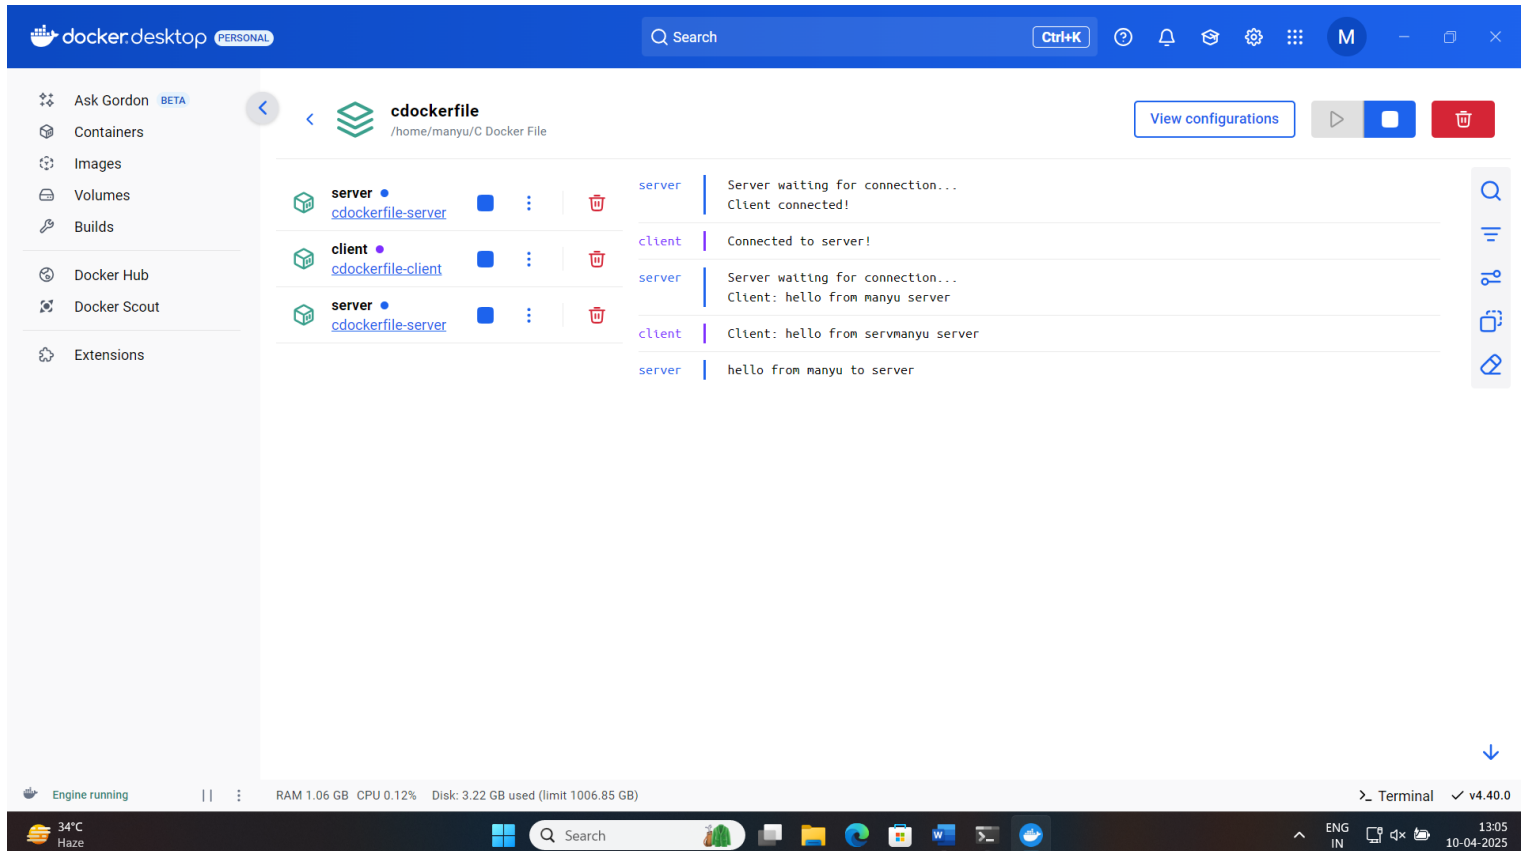 docker.desktop PERSONAL
Search
Ctrl+K
M
Ask Gordon BETA
Containers
Images
Volumes
Builds
Docker Hub
Docker Scout
Extensions
cdockerfile
/home/manyu/C Docker File
View configurations
server
cdockerfile-server
client
cdockerfile-client
server
cdockerfile-server
server Server waiting for connection...
Client connected!
client Connected to server!
server Server waiting for connection...
Client: hello from manyu server
client Client: hello from servmanyu server
server hello from manyu to server
Engine running
RAM 1.06 GB CPU 0.12% Disk: 3.22 GB used (limit 1006.85 GB)
Terminal
v4.40.0
34°C
Haze
Search
ENG
IN
13:05
10-04-2025